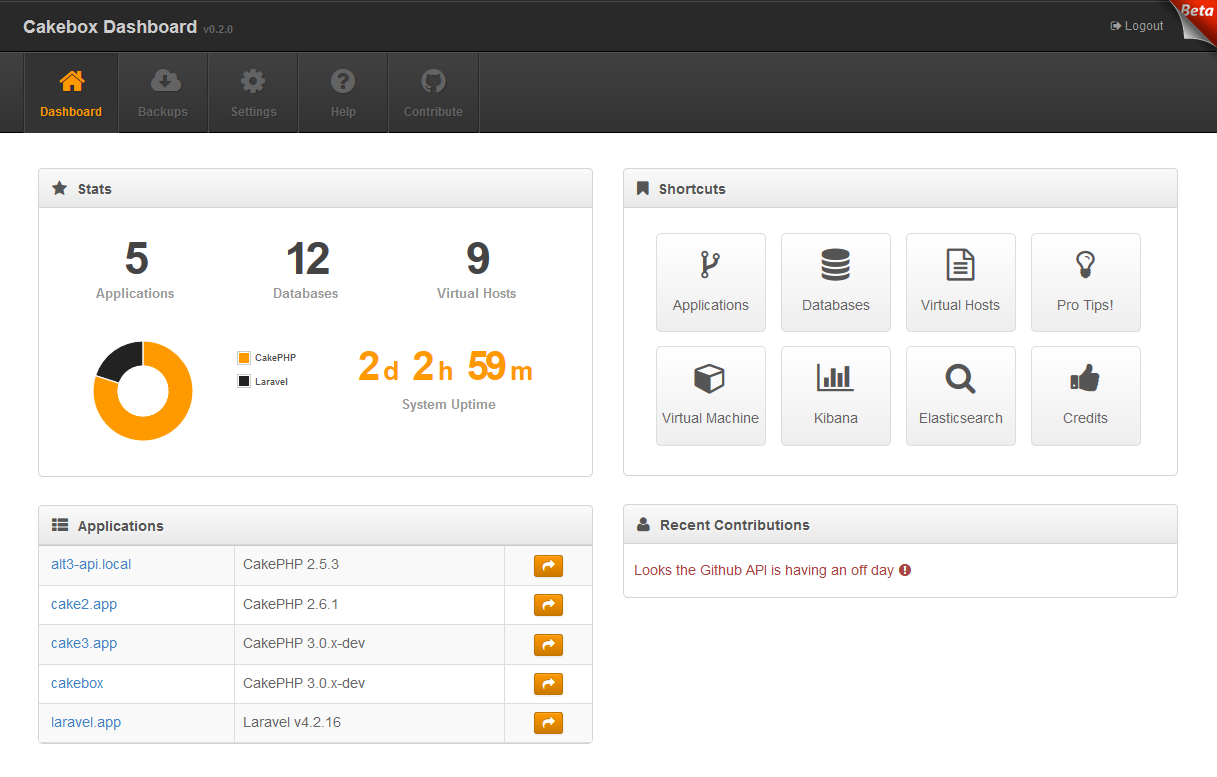 Cakebox Dashboard v0.2.0
Logout
Beta
Dashboard Backups Settings Help Contribute
Stats
5 12 9
Applications Databases Virtual Hosts
CakePHP
Laravel
2d 2h 59m
System Uptime
Shortcuts
Applications Databases Virtual Hosts Pro Tips!
Virtual Machine Kibana Elasticsearch Credits
Applications
alt3-api.local CakePHP 2.5.3
cake2.app CakePHP 2.6.1
cake3.app CakePHP 3.0.x-dev
cakebox CakePHP 3.0.x-dev
laravel.app Laravel v4.2.16
Recent Contributions
Looks the Github API is having an off day